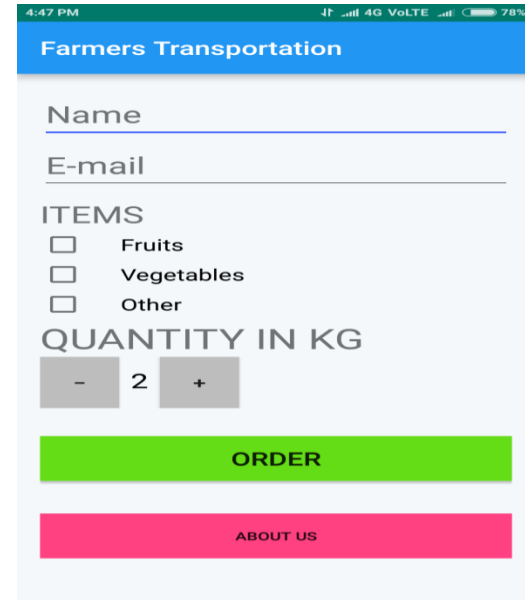 4:47 PM 4G VoLTE 78%
Farmers Transportation
Name
E-mail
ITEMS
Fruits
Vegetables
Other
QUANTITY IN KG
- 2 +
ORDER
ABOUT US